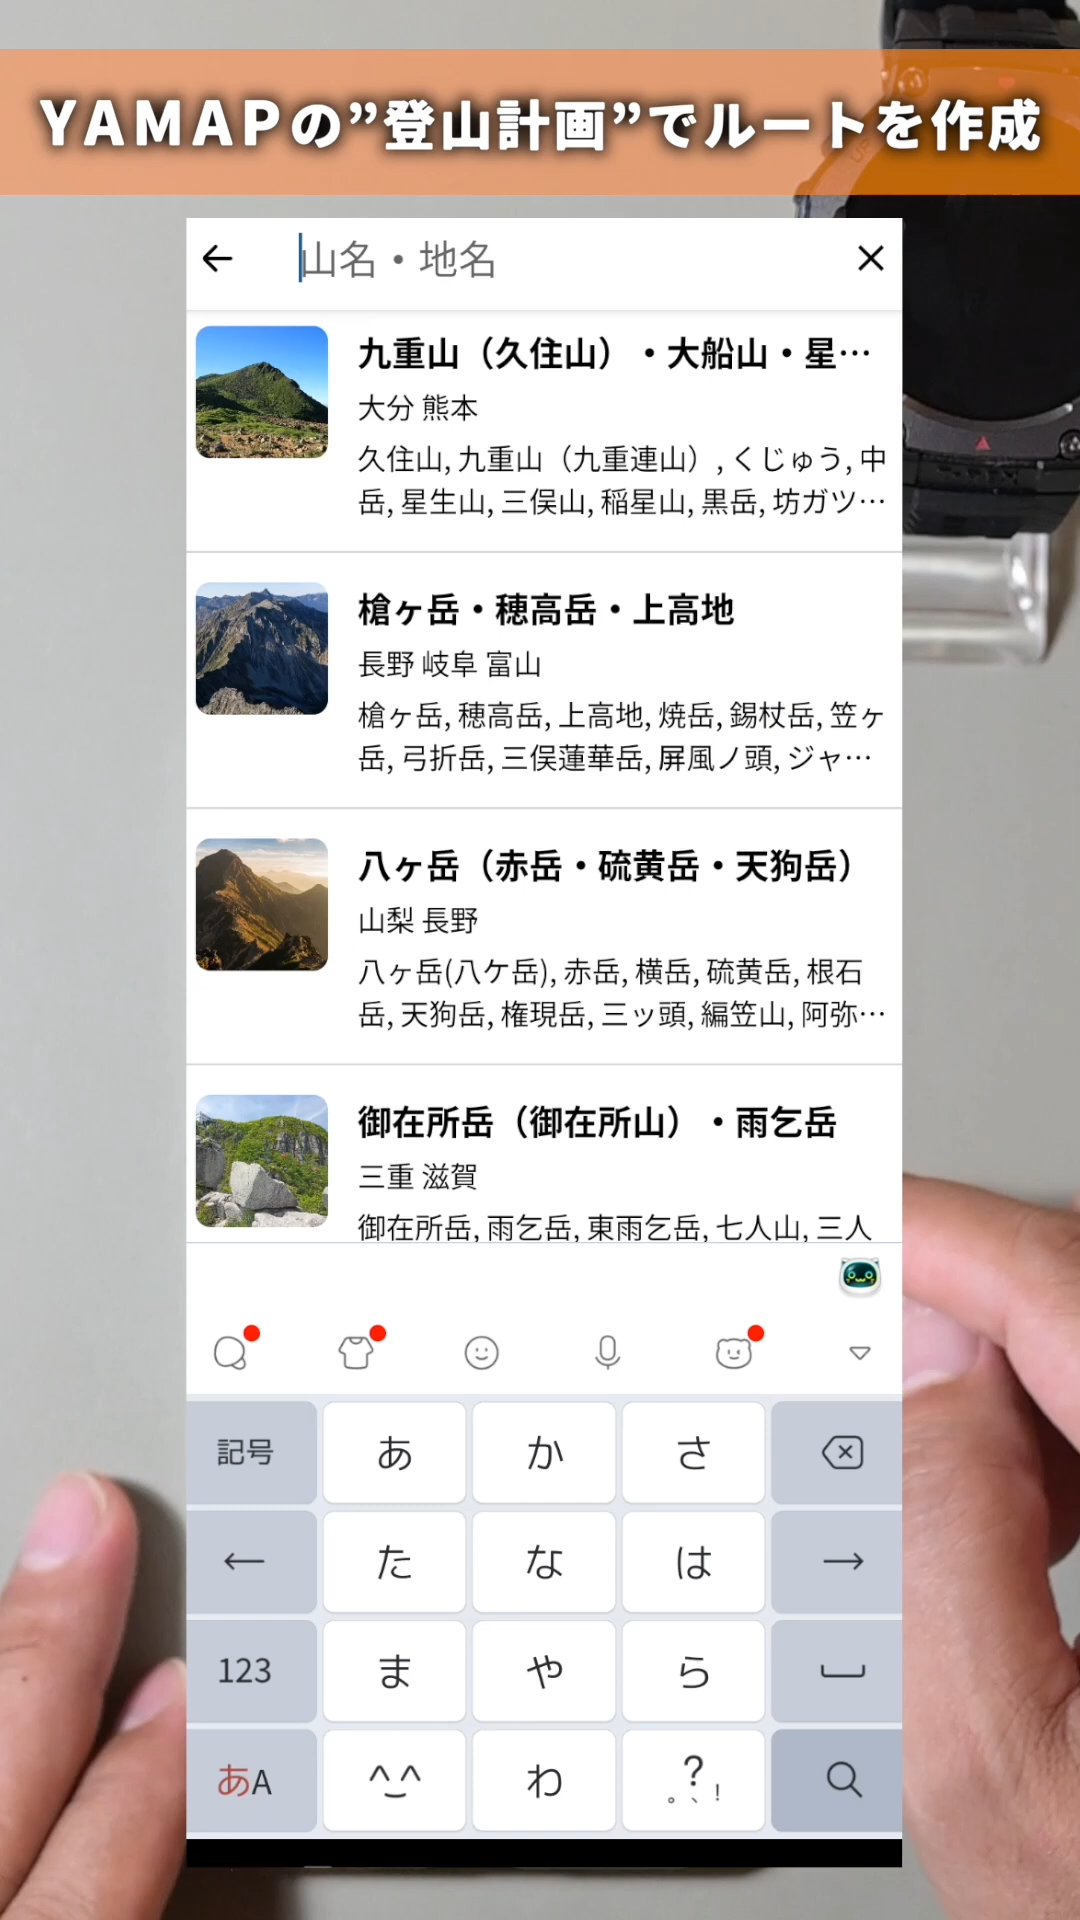 YAMAPの”登山計画”でルートを作成
山名・地名
九重山（久住山）・大船山・星…
大分 熊本
久住山, 九重山（九重連山）, くじゅう, 中
岳, 星生山, 三俣山, 稲星山, 黒岳, 坊ガツ…
槍ヶ岳・穂高岳・上高地
長野 岐阜 富山
槍ヶ岳, 穂高岳, 上高地, 焼岳, 錫杖岳, 笠ヶ
岳, 弓折岳, 三俣蓮華岳, 屏風ノ頭, ジャ…
八ヶ岳（赤岳・硫黄岳・天狗岳）
山梨 長野
八ヶ岳(八ケ岳), 赤岳, 横岳, 硫黄岳, 根石
岳, 天狗岳, 権現岳, 三ッ頭, 編笠山, 阿弥…
御在所岳（御在所山）・雨乞岳
三重 滋賀
御在所岳, 雨乞岳, 東雨乞岳, 七人山, 三人
記号 あ か さ
← た な は →
123 ま や ら
あA ^_^ わ ?。、!